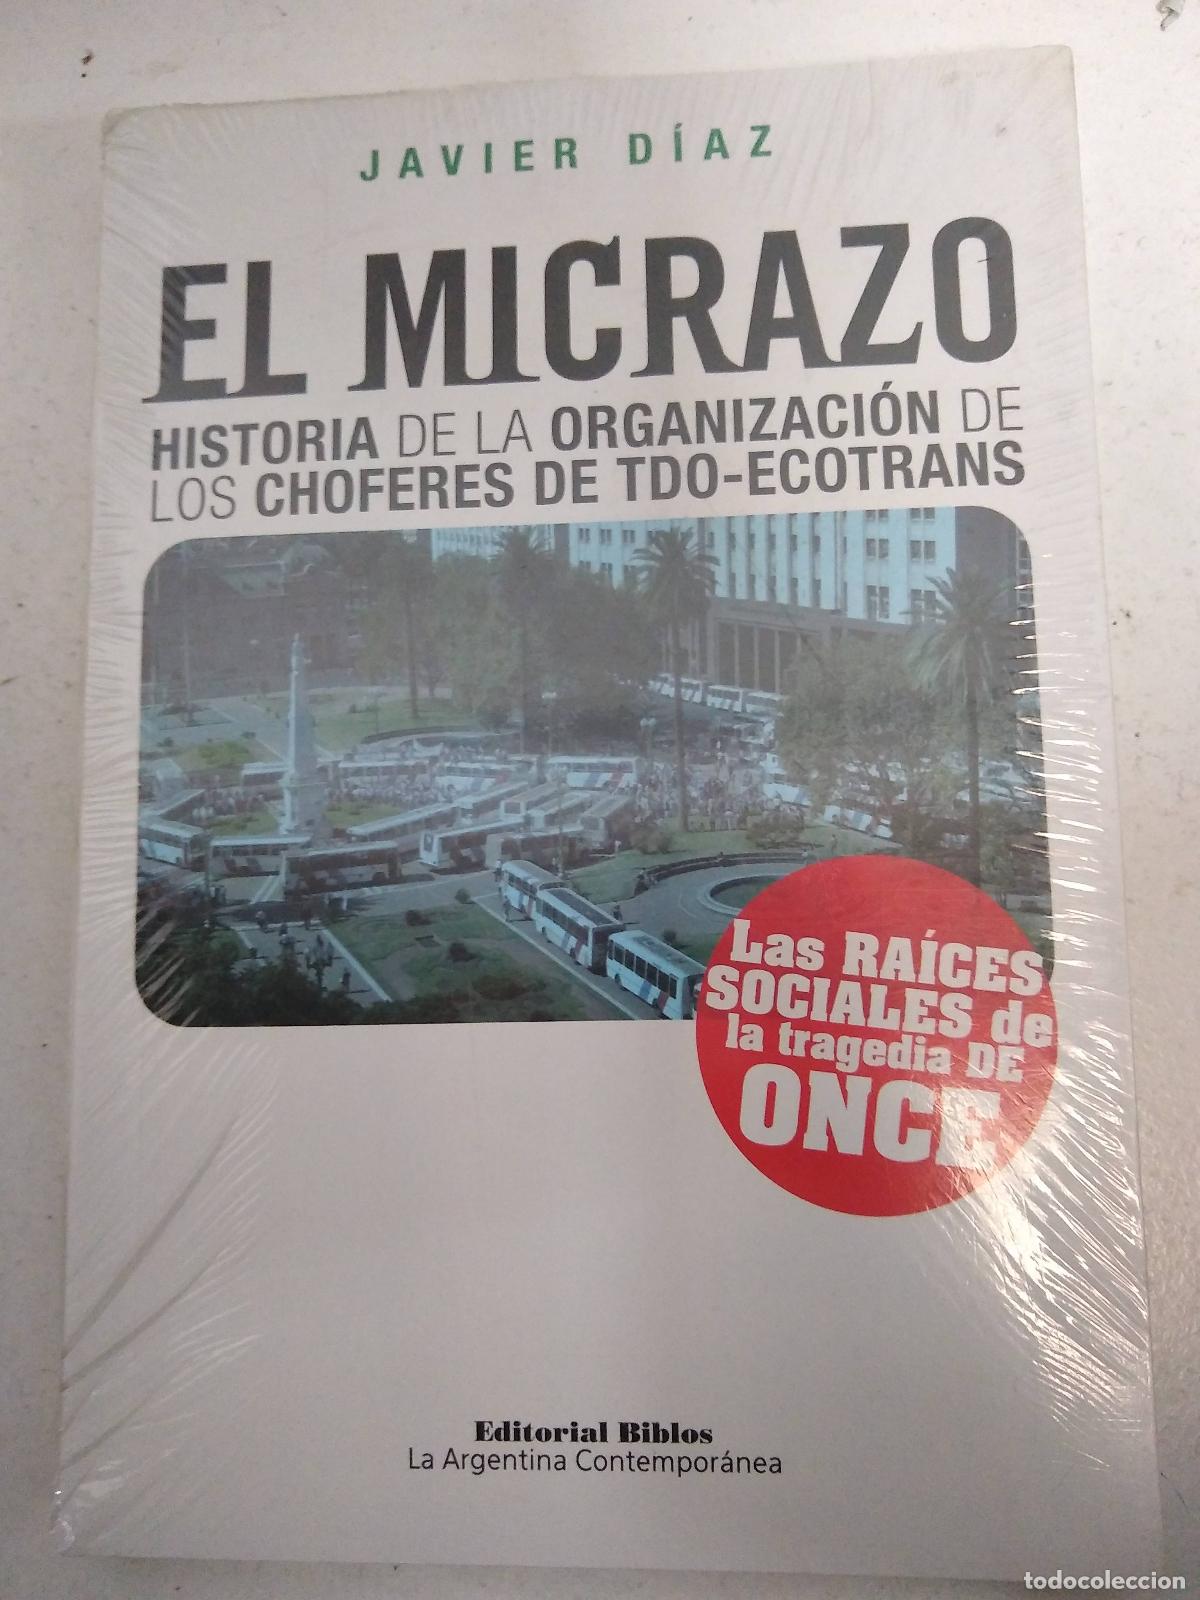 JAVIER DÍAZ
EL MICRAZO
HISTORIA DE LA ORGANIZACIÓN DE
LOS CHOFERES DE TDO-ECOTRANS
Las RAÍCES
SOCIALES de
la tragedia DE
ONCE
Editorial Biblos
La Argentina Contemporánea
todocoleccion